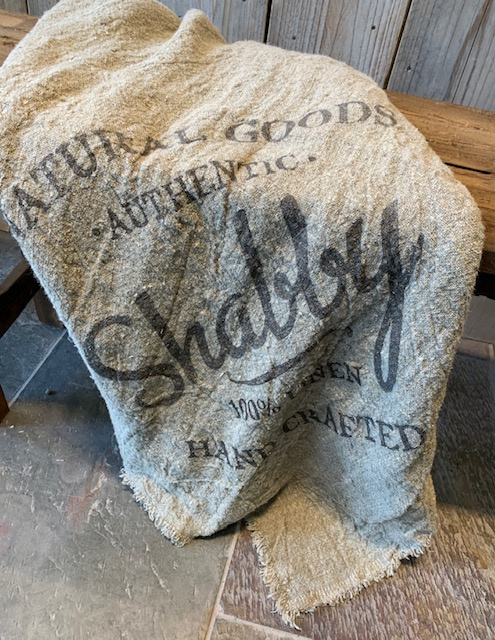 NATURAL GOODS
•AUTHENTIC•
Shabby
100% LINEN
HAND CRAFTED